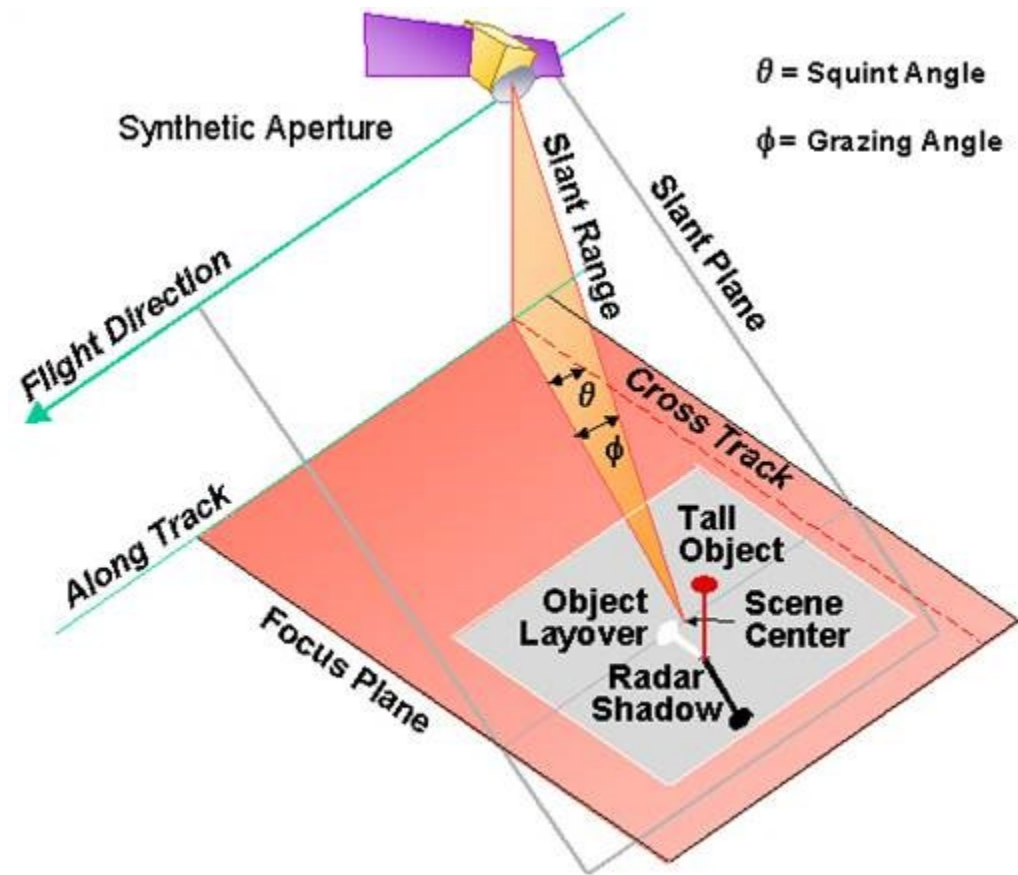 θ = Squint Angle
Synthetic Aperture
ϕ = Grazing Angle
Slant Range
Slant Plane
Flight Direction
θ
Cross Track
ϕ
Along Track
Tall
Object
Object
Layover
Scene
Center
Focus Plane
Radar
Shadow